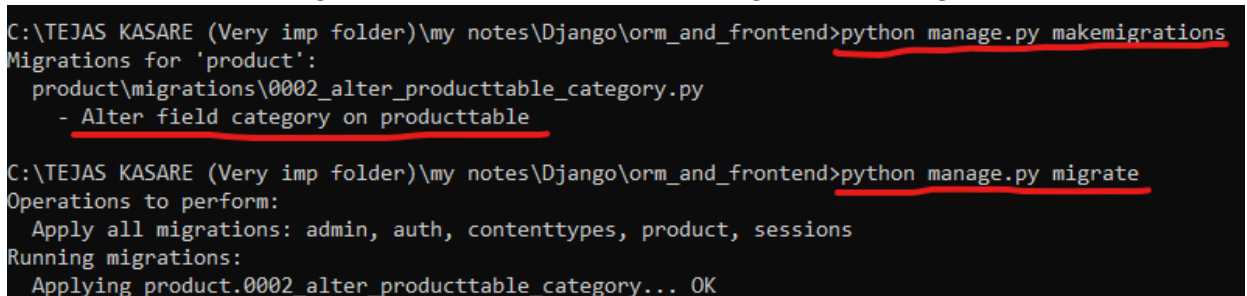 C:\TEJAS KASARE (Very imp folder)\my notes\Django\orm_and_frontend>python manage.py makemigrations
Migrations for 'product':
  product\migrations\0002_alter_producttable_category.py
    - Alter field category on producttable
C:\TEJAS KASARE (Very imp folder)\my notes\Django\orm_and_frontend>python manage.py migrate
Operations to perform:
  Apply all migrations: admin, auth, contenttypes, product, sessions
Running migrations:
  Applying product.0002_alter_producttable_category... OK